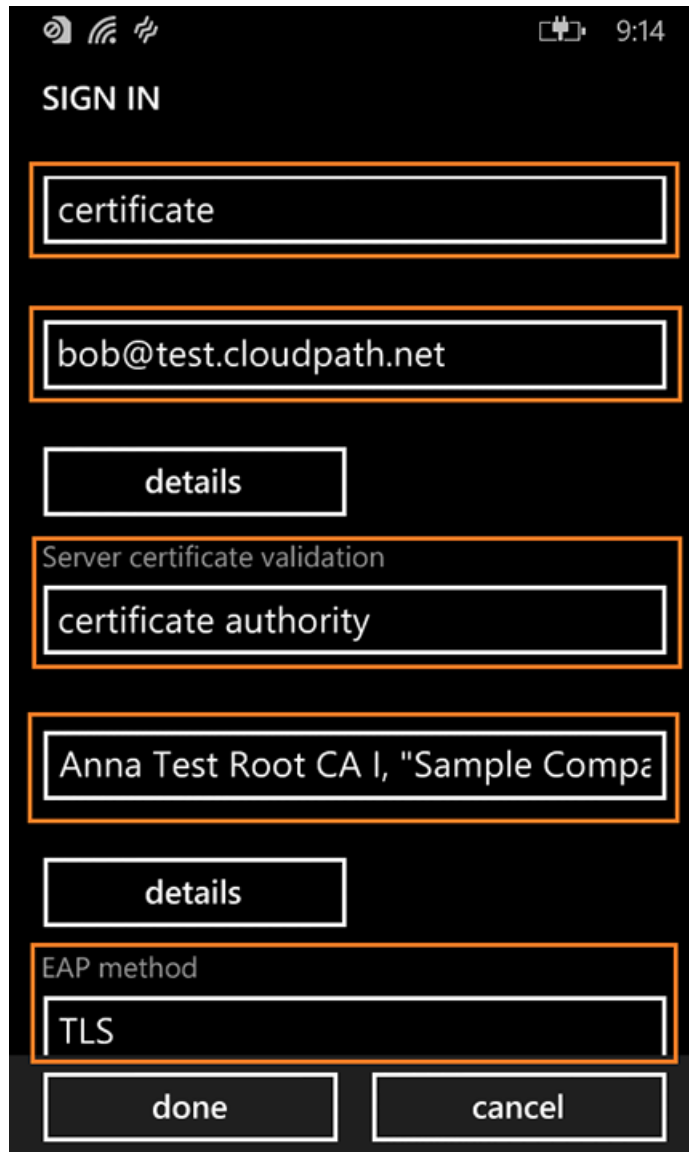 9:14
SIGN IN
certificate
bob@test.cloudpath.net
details
Server certificate validation
certificate authority
Anna Test Root CA I, "Sample Compa
details
EAP method
TLS
done cancel